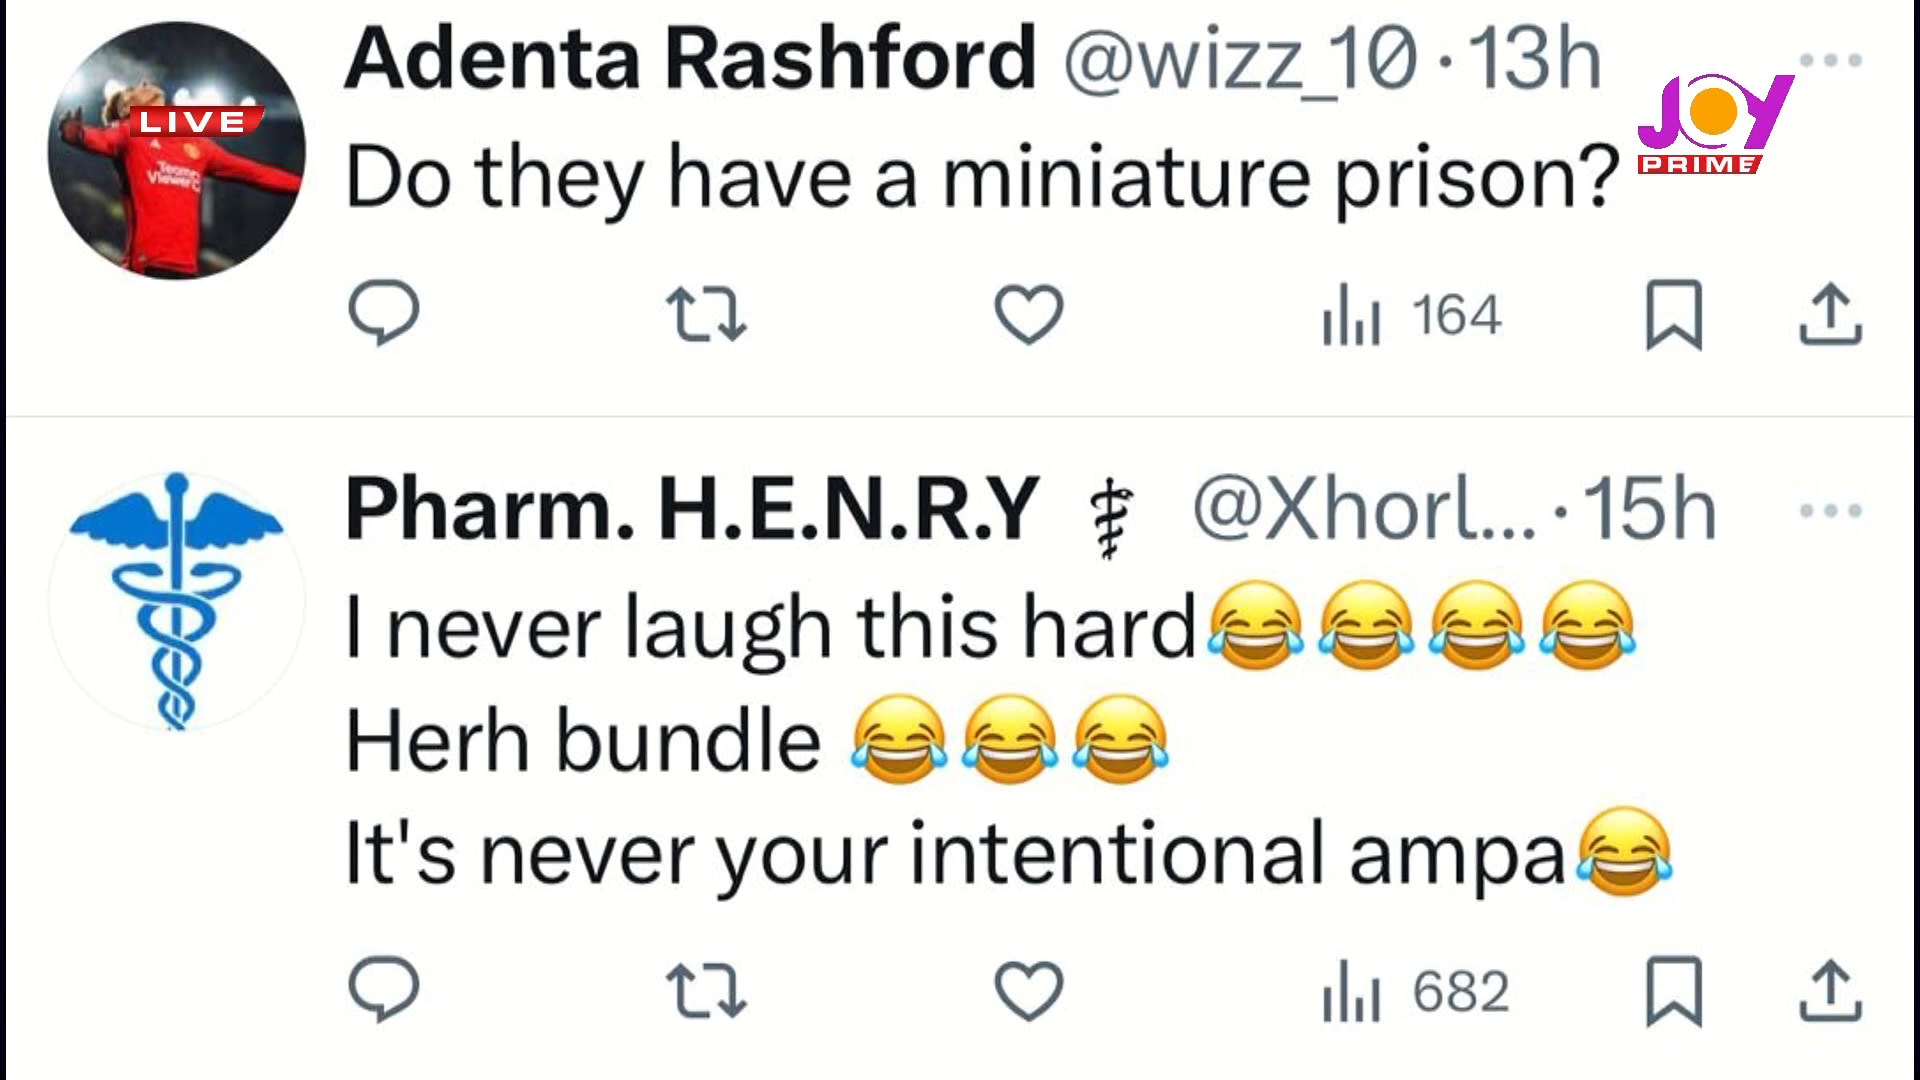 Adenta Rashford @wizz_10 · 13h
LIVE
JOY
PRIME
Do they have a miniature prison?
TeamViewer
164
Pharm. H.E.N.R.Y ⚕ @Xhorl... · 15h
I never laugh this hard😂😂😂😂
Herh bundle 😂😂😂
It's never your intentional ampa😂
682